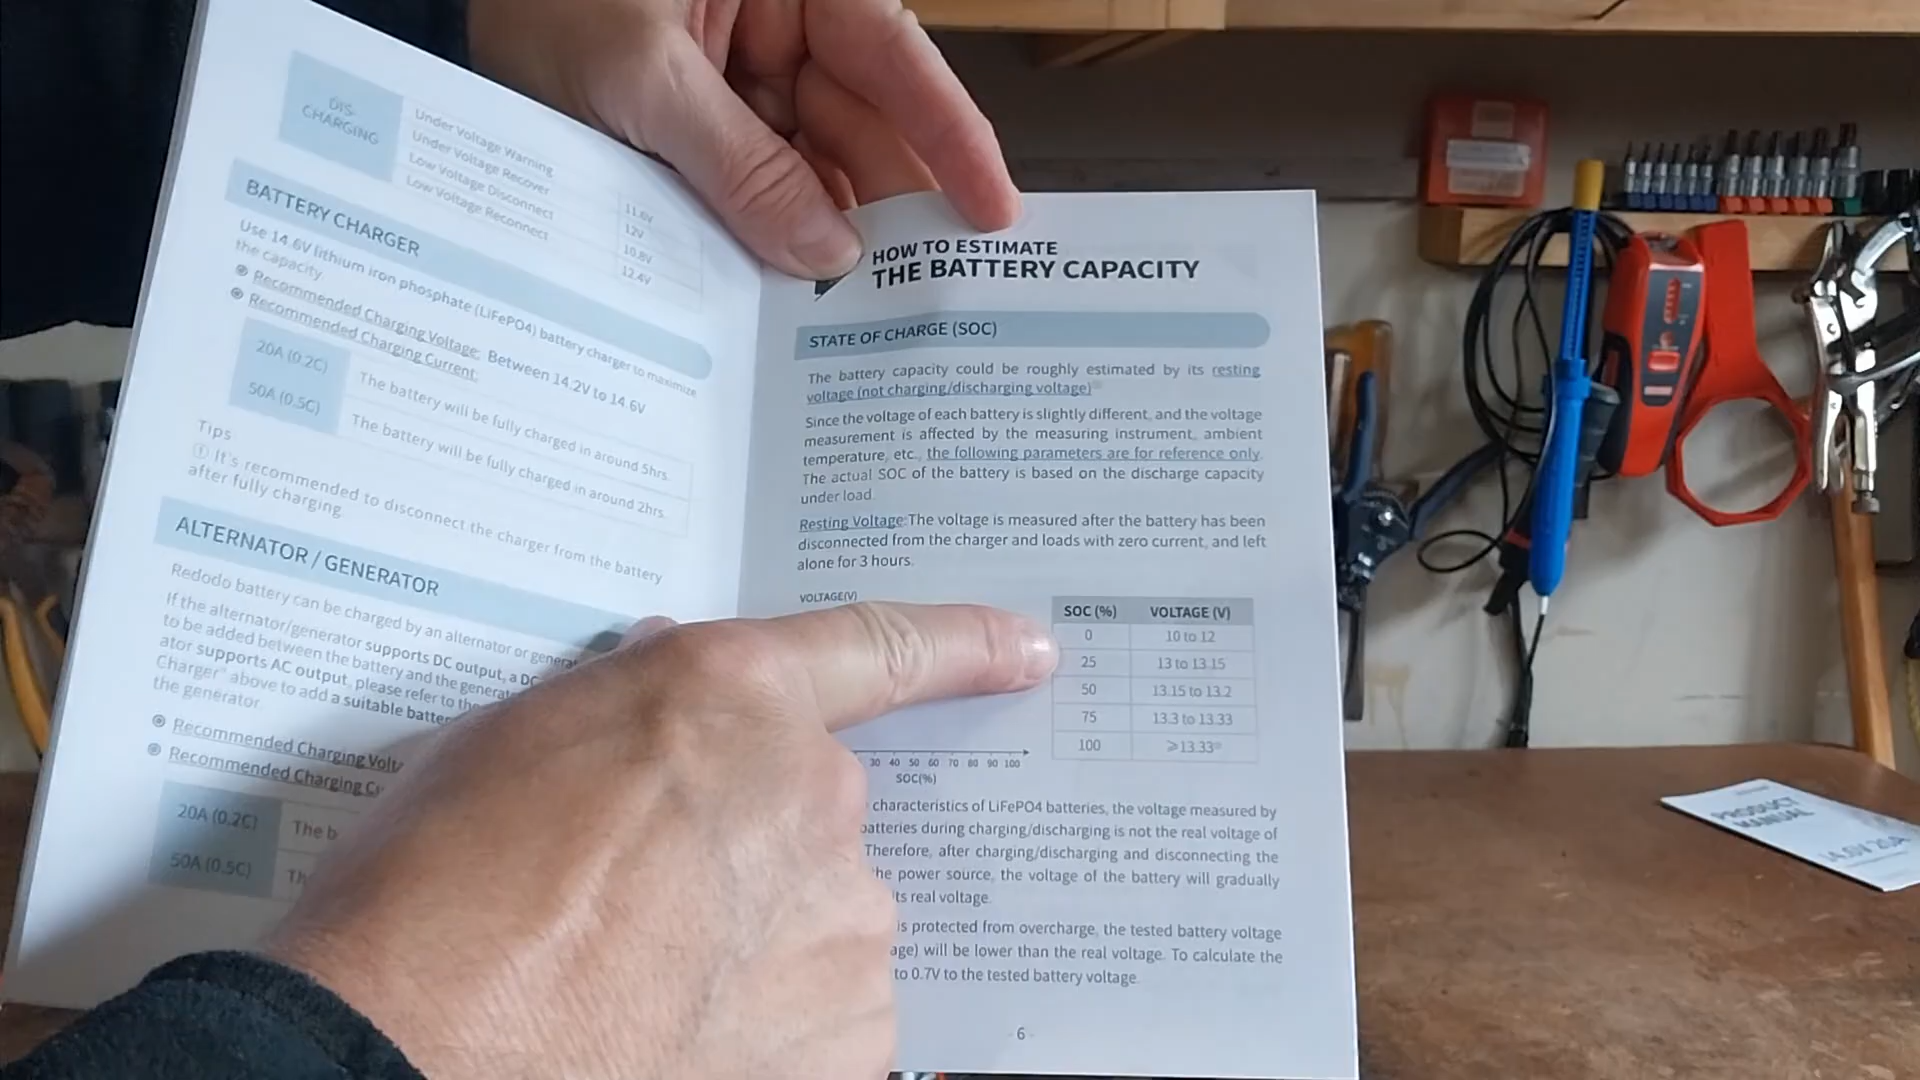 DIS-
CHARGING
Under Voltage Warning
Under Voltage Recover
Low Voltage Disconnect
Low Voltage Reconnect
11.6V
12V
10.8V
12.4V
BATTERY CHARGER
Use 14.6V lithium iron phosphate (LiFePO4) battery charger to maximize
the capacity.
Recommended Charging Voltage: Between 14.2V to 14.6V
Recommended Charging Current:
20A (0.2C) The battery will be fully charged in around 5hrs.
50A (0.5C) The battery will be fully charged in around 2hrs.
Tips
① It's recommended to disconnect the charger from the battery
after fully charging.
ALTERNATOR / GENERATOR
Redodo battery can be charged by an alternator or
If the alternator/generator supports DC output, a
to be added between the battery and the
ator supports AC output, please refer to the
Charger" above to add a suitable
the generator.
Recommended Charging
Recommended Charging
20A (0.2C) The
50A (0.5C)
HOW TO ESTIMATE
THE BATTERY CAPACITY
STATE OF CHARGE (SOC)
The battery capacity could be roughly estimated by its resting
voltage (not charging/discharging voltage)
Since the voltage of each battery is slightly different, and the voltage
measurement is affected by the measuring instrument, ambient
temperature, etc., the following parameters are for reference only.
The actual SOC of the battery is based on the discharge capacity
under load.
Resting Voltage:The voltage is measured after the battery has been
disconnected from the charger and loads with zero current, and left
alone for 3 hours.
VOLTAGE(V)
30 40 50 60 70 80 90 100
SOC(%)
SOC (%) VOLTAGE (V)
0 10 to 12
25 13 to 13.15
50 13.15 to 13.2
75 13.3 to 13.33
100 ⩾13.33
characteristics of LiFePO4 batteries, the voltage measured by
batteries during charging/discharging is not the real voltage of
Therefore, after charging/discharging and disconnecting the
the power source, the voltage of the battery will gradually
its real voltage.
is protected from overcharge, the tested battery voltage
will be lower than the real voltage. To calculate the
to 0.7V to the tested battery voltage.
6
PRODUCT
MANUAL
14.6V 20A